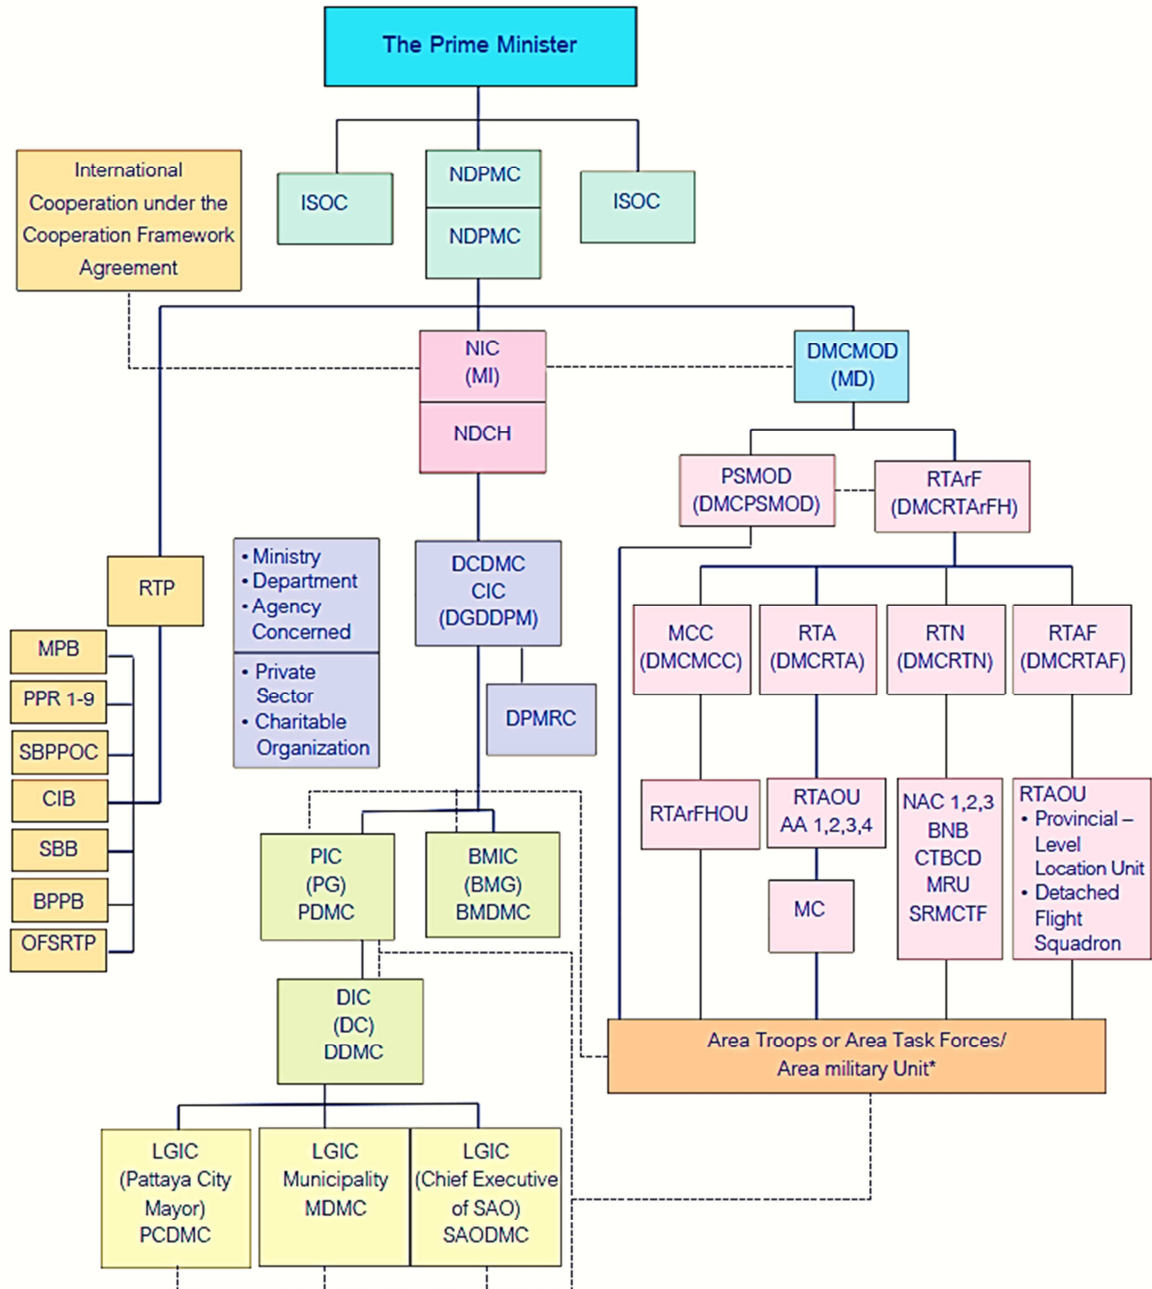 The Prime Minister
International
Cooperation under the
Cooperation Framework
Agreement
ISOC
NDPMC
NDPMC
ISOC
NIC
(MI)
NDCH
DMCMOD
(MD)
PSMOD
(DMCPSMOD)
RTArF
(DMCRTArFH)
RTP
• Ministry
• Department
• Agency
Concerned
• Private
Sector
• Charitable
Organization
DCDMC
CIC
(DGDDPM)
DPMRC
MCC
(DMCMCC)
RTA
(DMCRTA)
RTN
(DMCRTN)
RTAF
(DMCRTAF)
MPB
PPR 1-9
SBPPOC
CIB
SBB
BPPB
OFSRTP
RTArFHOU
RTAOU
AA 1,2,3,4
MC
NAC 1,2,3
BNB
CTBCD
MRU
SRMCTF
RTAOU
• Provincial –
Level
Location Unit
• Detached
Flight
Squadron
PIC
(PG)
PDMC
BMIC
(BMG)
BMDMC
DIC
(DC)
DDMC
Area Troops or Area Task Forces/
Area military Unit*
LGIC
(Pattaya City
Mayor)
PCDMC
LGIC
Municipality
MDMC
LGIC
(Chief Executive
of SAO)
SAODMC